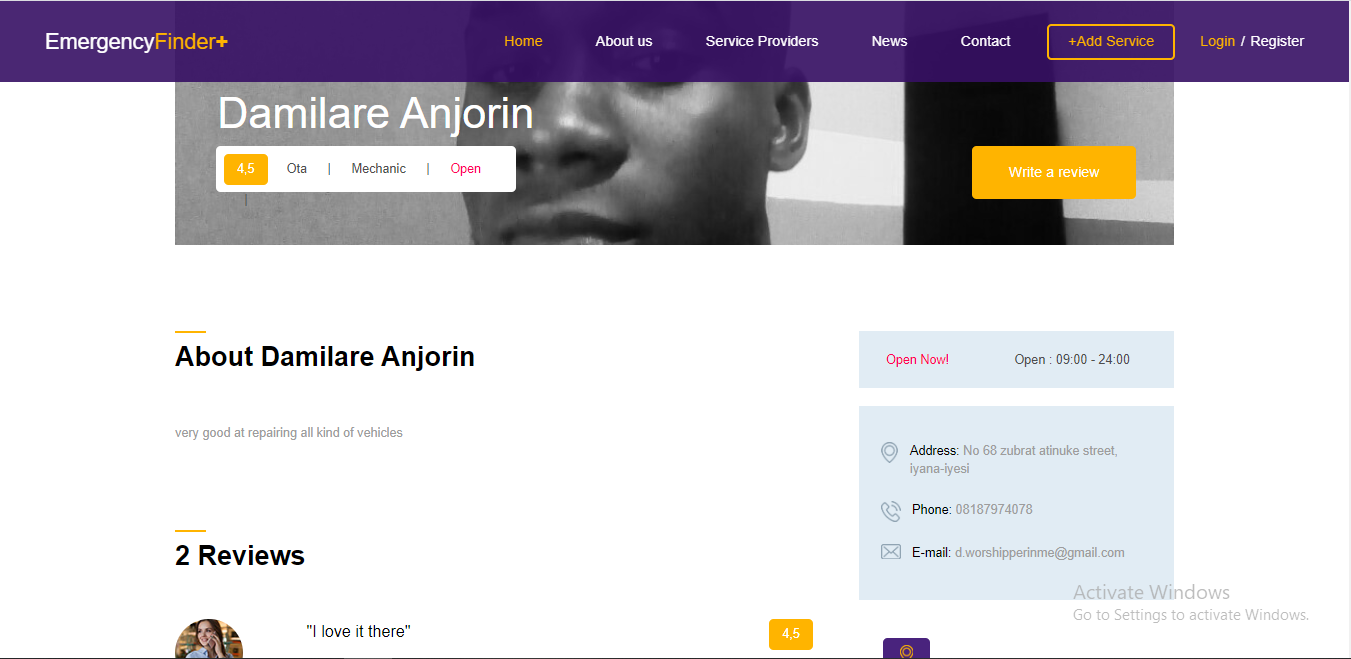 EmergencyFinder+ Home About us Service Providers News Contact +Add Service Login / Register
Damilare Anjorin
4,5 Ota | Mechanic | Open
|
Write a review
About Damilare Anjorin
very good at repairing all kind of vehicles
2 Reviews
"I love it there" 4,5
Open Now! Open : 09:00 - 24:00
Address: No 68 zubrat atinuke street,
iyana-iyesi
Phone: 08187974078
E-mail: d.worshipperinme@gmail.com
Activate Windows
Go to Settings to activate Windows.